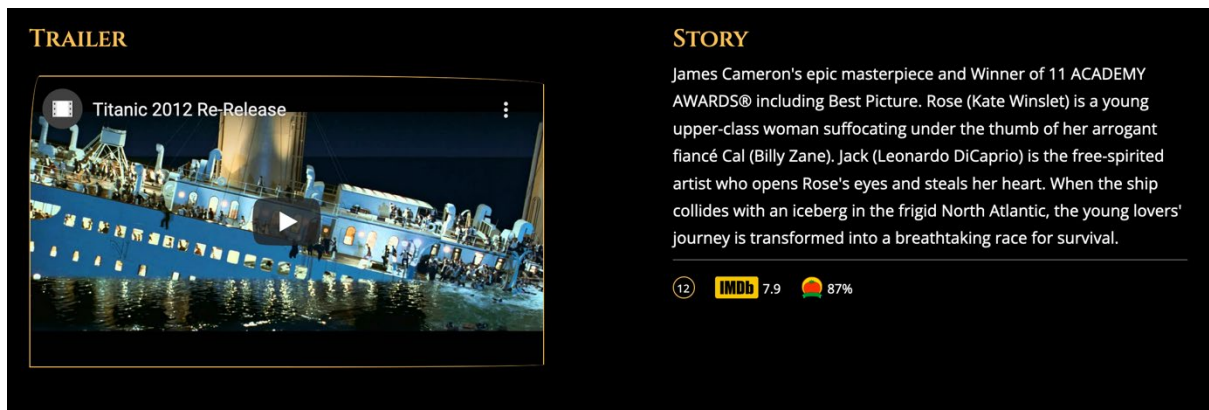 TRAILER
Titanic 2012 Re-Release
STORY
James Cameron's epic masterpiece and Winner of 11 ACADEMY
AWARDS® including Best Picture. Rose (Kate Winslet) is a young
upper-class woman suffocating under the thumb of her arrogant
fiancé Cal (Billy Zane). Jack (Leonardo DiCaprio) is the free-spirited
artist who opens Rose's eyes and steals her heart. When the ship
collides with an iceberg in the frigid North Atlantic, the young lovers'
journey is transformed into a breathtaking race for survival.
12 IMDb 7.9 87%